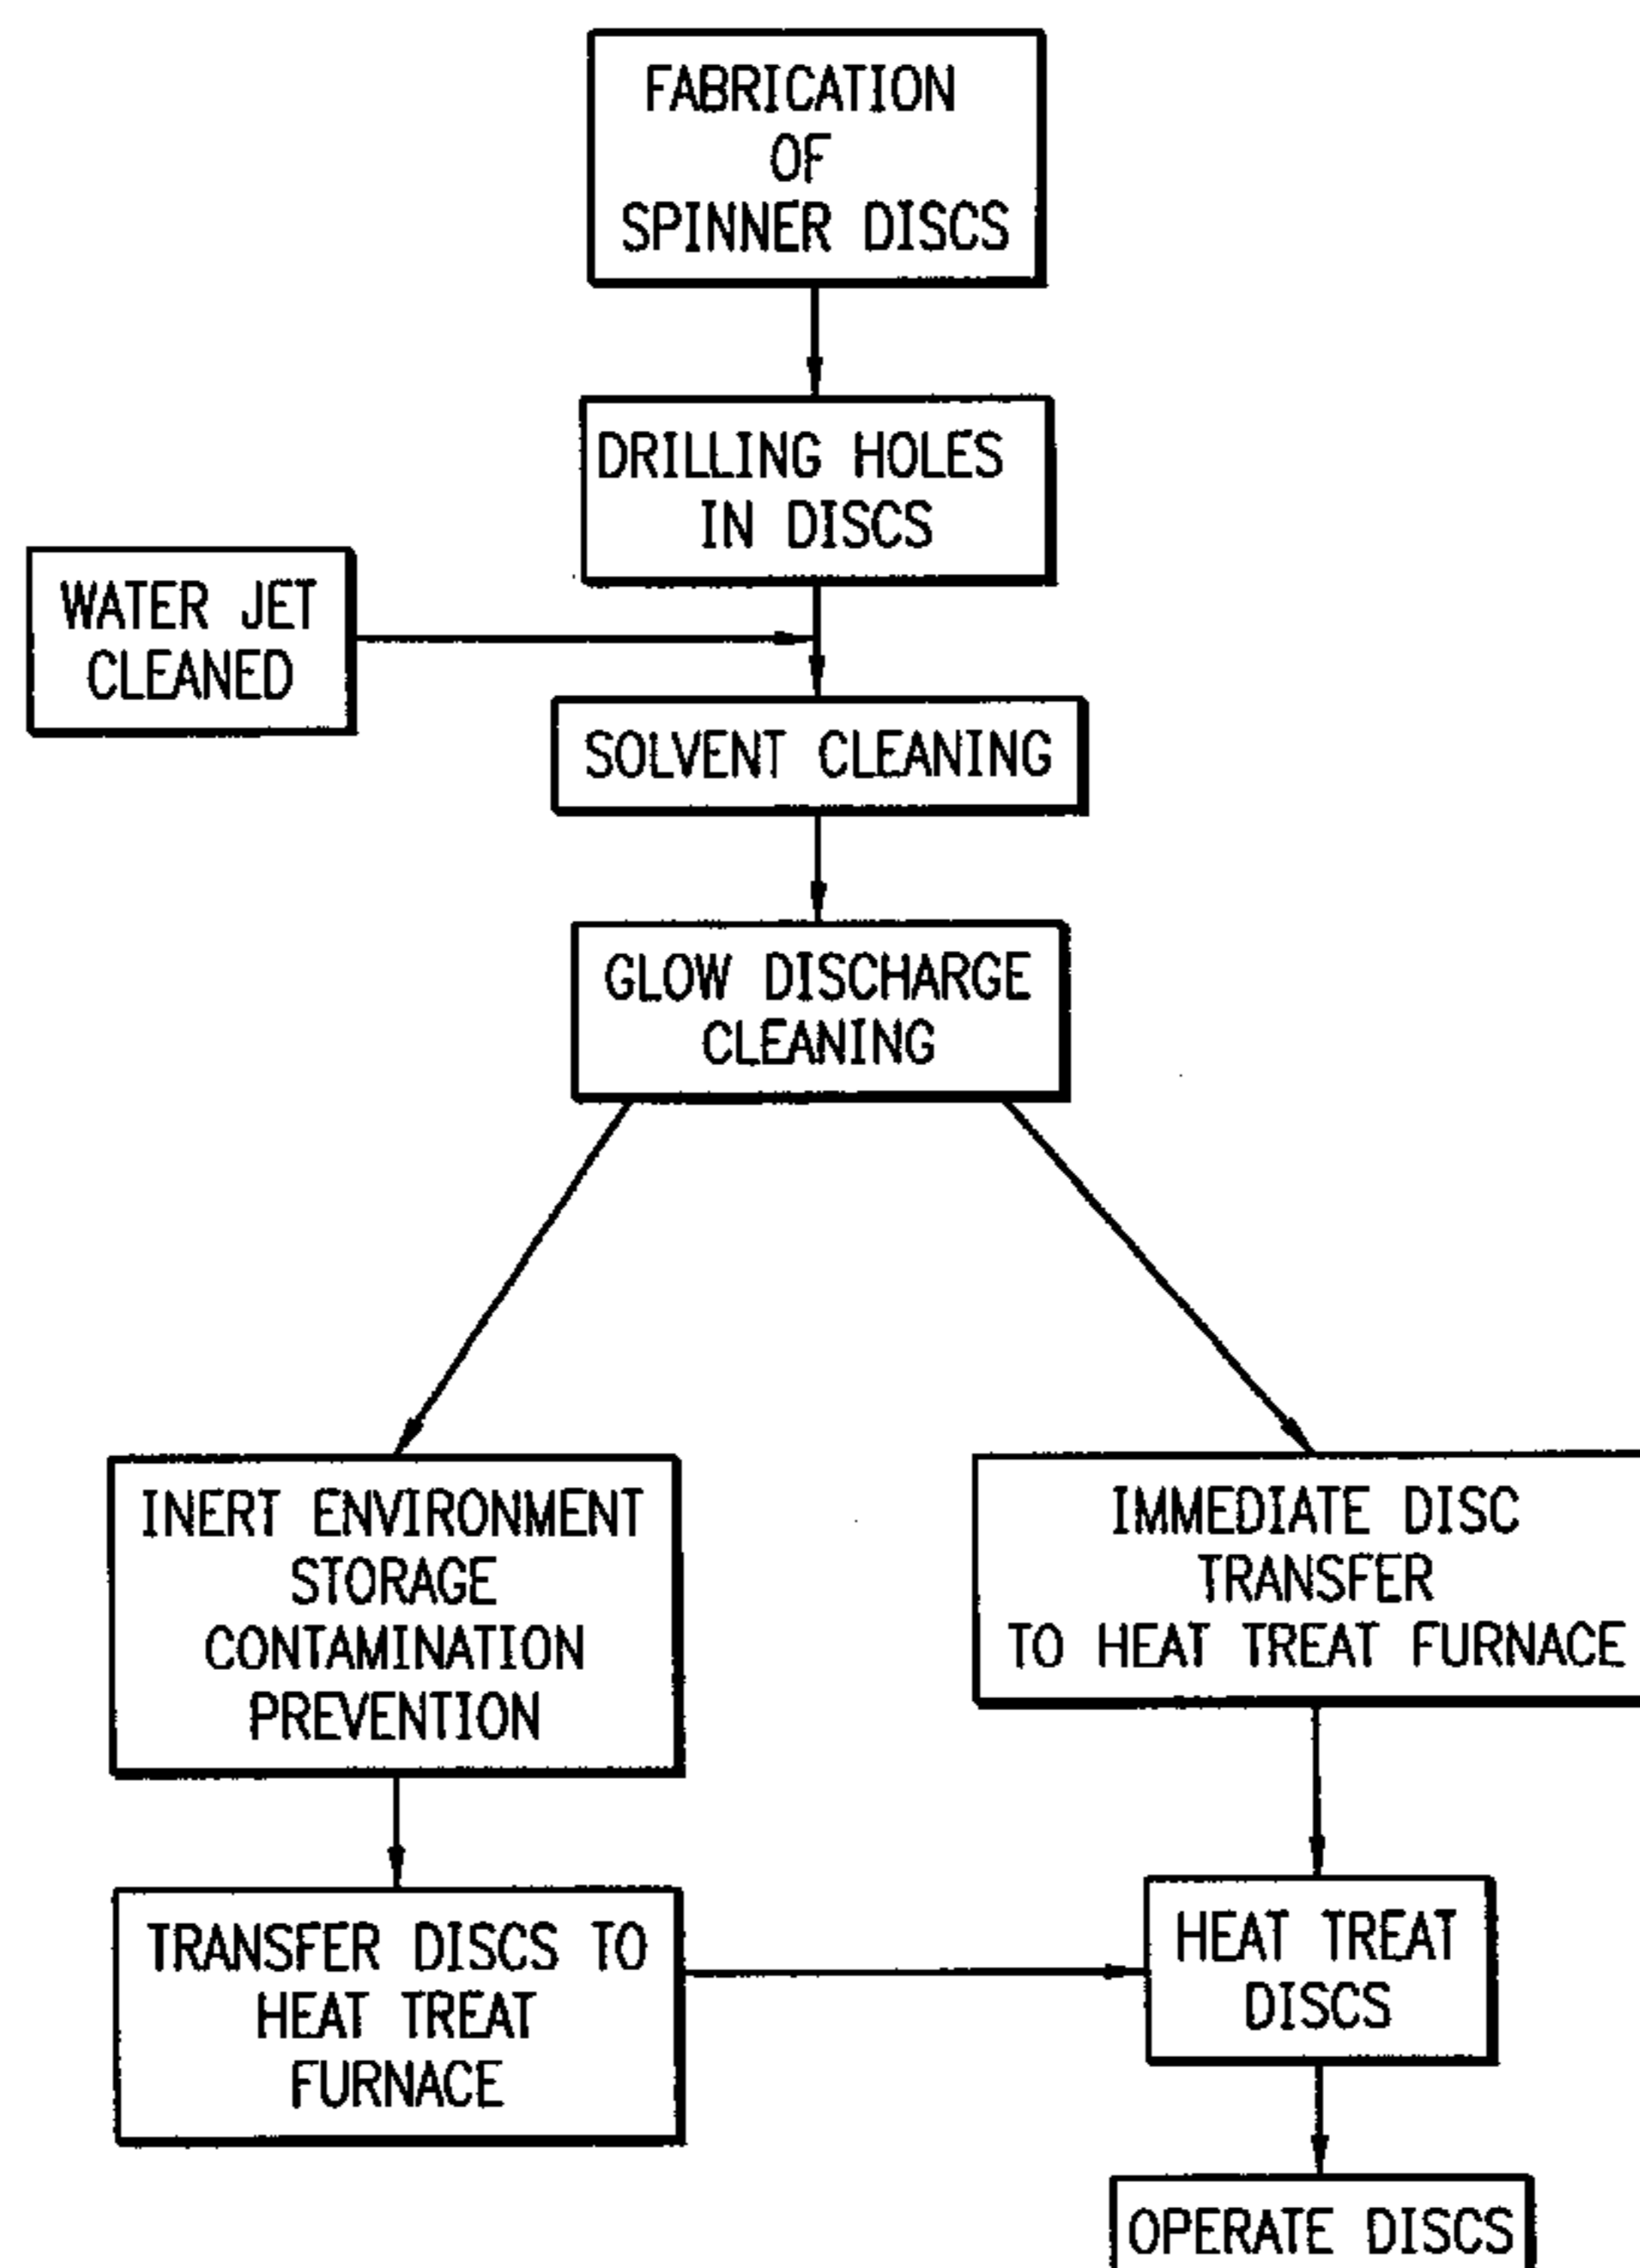 FABRICATION
OF
SPINNER DISCS
DRILLING HOLES
IN DISCS
WATER JET
CLEANED
SOLVENT CLEANING
GLOW DISCHARGE
CLEANING
INERT ENVIRONMENT
STORAGE
CONTAMINATION
PREVENTION
IMMEDIATE DISC
TRANSFER
TO HEAT TREAT FURNACE
TRANSFER DISCS TO
HEAT TREAT
FURNACE
HEAT TREAT
DISCS
OPERATE DISCS